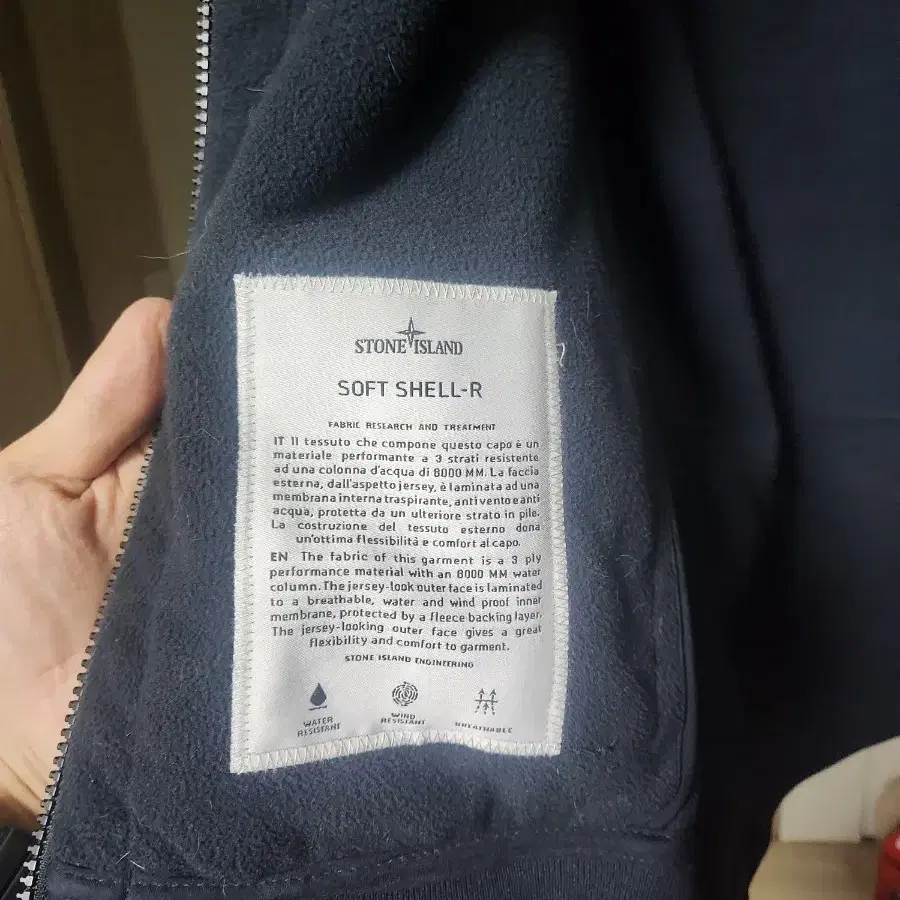 STONE ISLAND
SOFT SHELL-R
FABRIC RESEARCH AND TREATMENT
IT Il tessuto che compone questo capo è un
materiale performante a 3 strati resistente
ad una colonna d'acqua di 8000 MM. La faccia
esterna, dall'aspetto jersey, è laminata ad una
membrana interna traspirante, antivento e anti
acqua, protetta da un ulteriore strato in pile.
La costruzione del tessuto esterno dona
un'ottima flessibilità e comfort al capo.
EN The fabric of this garment is a 3 ply
performance material with an 8000 MM water
column. The jersey-look outer face is laminated
to a breathable, water and wind proof inner
membrane, protected by a fleece backing layer.
The jersey-looking outer face gives a great
flexibility and comfort to garment.
STONE ISLAND ENGINEERING
WATER
RESISTANT
WIND
RESISTANT
BREATHABLE